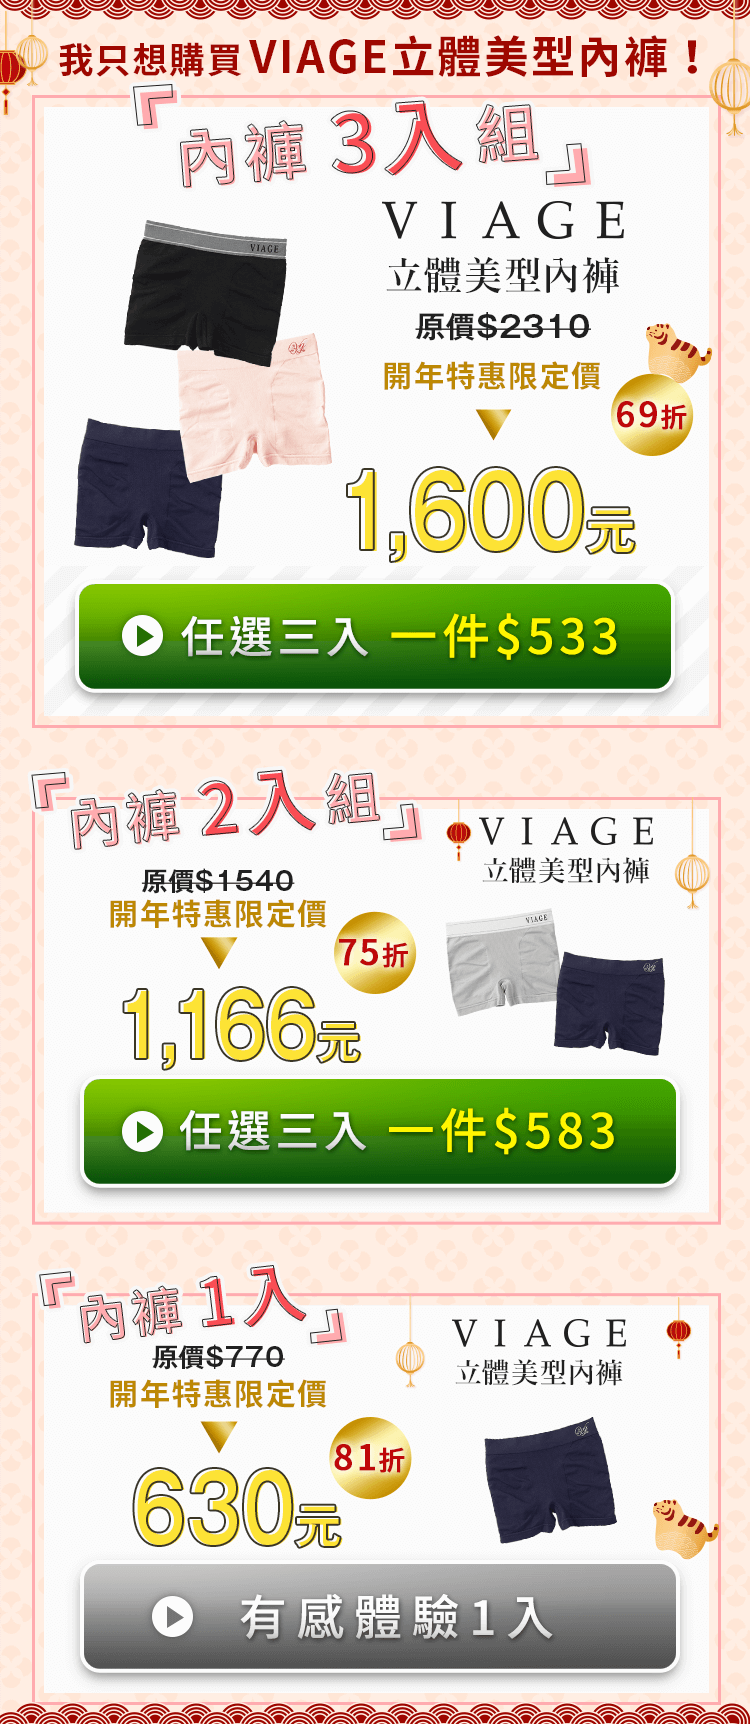 我只想購買VIAGE立體美型內褲！
『內褲3入組』
VIAGE
立體美型內褲
原價$2310
開年特惠限定價
69折
1,600元
VIAGE
任選三入 一件$533
『內褲2入組』
VIAGE
立體美型內褲
原價$1540
開年特惠限定價
75折
1,166元
VIAGE
任選三入 一件$583
『內褲1入』
VIAGE
立體美型內褲
原價$770
開年特惠限定價
81折
630元
有感體驗1入